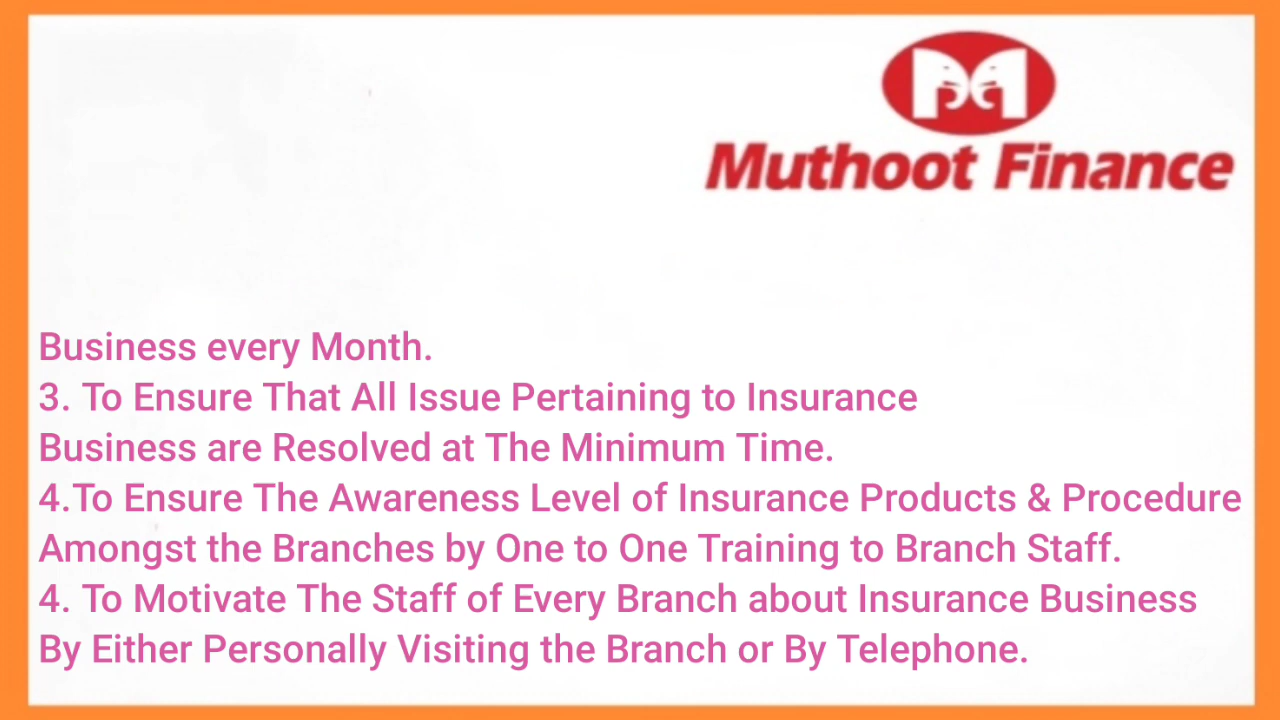 Muthoot Finance
Business every Month.
3. To Ensure That All Issue Pertaining to Insurance
Business are Resolved at The Minimum Time.
4.To Ensure The Awareness Level of Insurance Products & Procedure
Amongst the Branches by One to One Training to Branch Staff.
4. To Motivate The Staff of Every Branch about Insurance Business
By Either Personally Visiting the Branch or By Telephone.